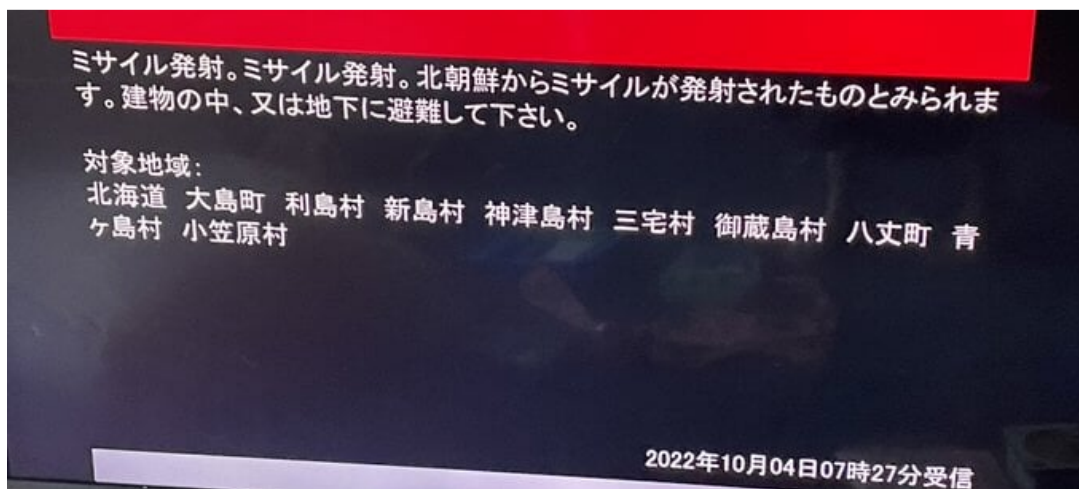 ミサイル発射。ミサイル発射。北朝鮮からミサイルが発射されたものとみられま
す。建物の中、又は地下に避難して下さい。
対象地域:
北海道 大島町 利島村 新島村 神津島村 三宅村 御蔵島村 八丈町 青
ヶ島村 小笠原村
2022年10月04日07時27分受信